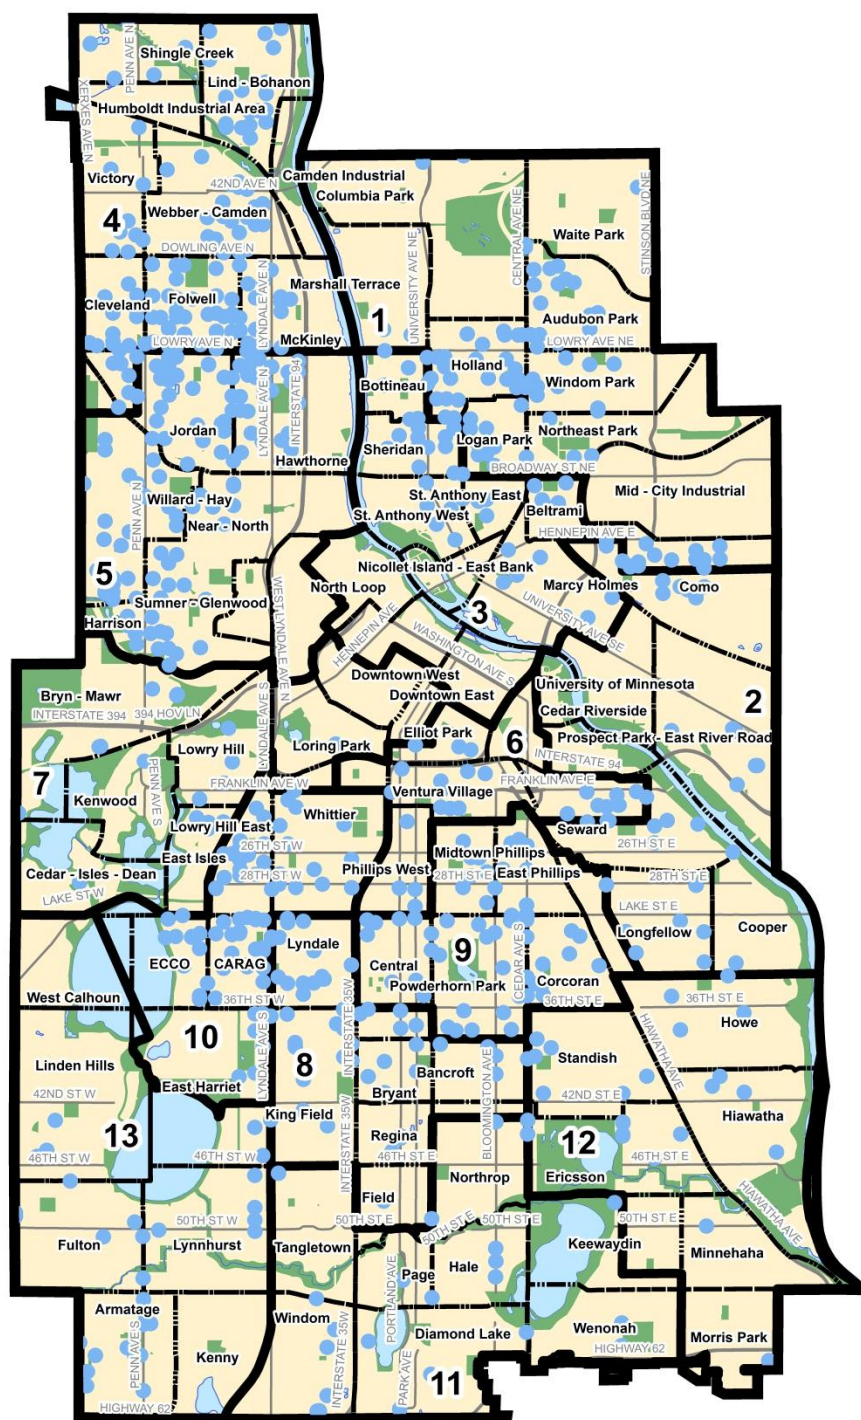 PENN AVE N
Shingle Creek
XERXES AVE N
Lind - Bohanon
Humboldt Industrial Area
Victory
42ND AVE N
Camden Industrial
Columbia Park
4
Webber - Camden
DOWLING AVE N
CENTRAL AVE NE
STINSON BLVD NE
Waite Park
Marshall Terrace
UNIVERSITY AVE NE
Cleveland
Folwell
LYNDALE AVE N
1
Audubon Park
LOWRY AVE N
McKinley
LOWRY AVE NE
Holland
Bottineau
Windom Park
LYNDALE AVE N
INTERSTATE 94
Jordan
Northeast Park
Logan Park
Sheridan
Hawthorne
BROADWAY ST NE
PENN AVE N
Willard - Hay
St. Anthony East
Mid - City Industrial
Near - North
St. Anthony West
Beltrami
HENNEPIN AVE E
5
Nicollet Island - East Bank
North Loop
Marcy Holmes
Como
Sumner - Glenwood
WEST LYNDALE AVE N
HENNEPIN AVE
3
UNIVERSITY AVE SE
Harrison
WASHINGTON AVE S
Downtown West
Downtown East
University of Minnesota
Bryn - Mawr
Cedar Riverside
2
INTERSTATE 394
394 HOV LN
LYNDALE AVE S
Elliot Park
Prospect Park - East River Road
Lowry Hill
Loring Park
6
INTERSTATE 94
7
PENN AVE S
FRANKLIN AVE W
FRANKLIN AVE E
Kenwood
Ventura Village
Whittier
Lowry Hill East
Seward
26TH ST W
26TH ST E
East Isles
Midtown Phillips
Cedar - Isles - Dean
28TH ST W
Phillips West
28TH ST E
East Phillips
28TH ST E
LAKE ST W
LAKE ST E
Lyndale
9
CEDAR AVE S
Longfellow
Cooper
ECCO
CARAG
Central
Powderhorn Park
Corcoran
West Calhoun
36TH ST W
INTERSTATE 35W
36TH ST E
36TH ST E
Howe
10
LYNDALE AVE S
HIAWATHA AVE
Linden Hills
8
Standish
Bancroft
BLOOMINGTON AVE
42ND ST W
East Harriet
Bryant
42ND ST E
Hiawatha
King Field
13
INTERSTATE 35W
Regina
12
46TH ST W
46TH ST W
46TH ST E
46TH ST E
Northrop
Ericsson
Field
HIAWATHA AVE
50TH ST W
50TH ST E
50TH ST E
50TH ST E
50TH ST E
Fulton
Lynnhurst
Tangletown
Keewaydin
Minnehaha
Page
Hale
PORTLAND AVE
Armatage
Windom
INTERSTATE 35W
PENN AVE S
Diamond Lake
Wenonah
Morris Park
HIGHWAY 62
Kenny
PARK AVE
11
HIGHWAY 62